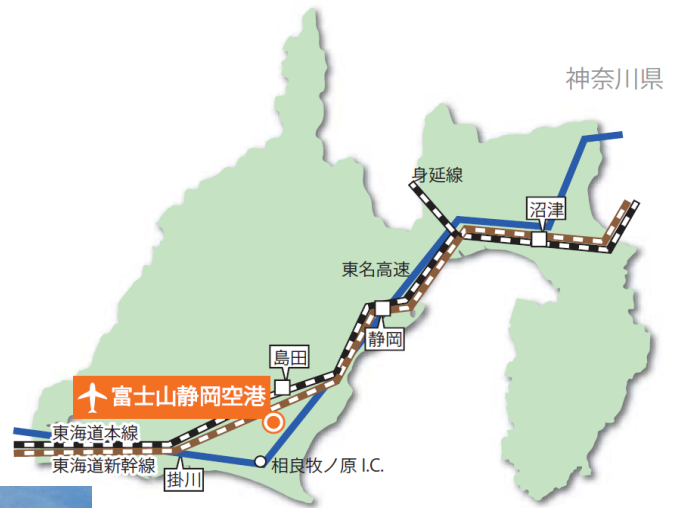 神奈川県
身延線
沼津
東名高速
静岡
島田
富士山静岡空港
東海道本線
東海道新幹線
相良牧ノ原 I.C.
掛川